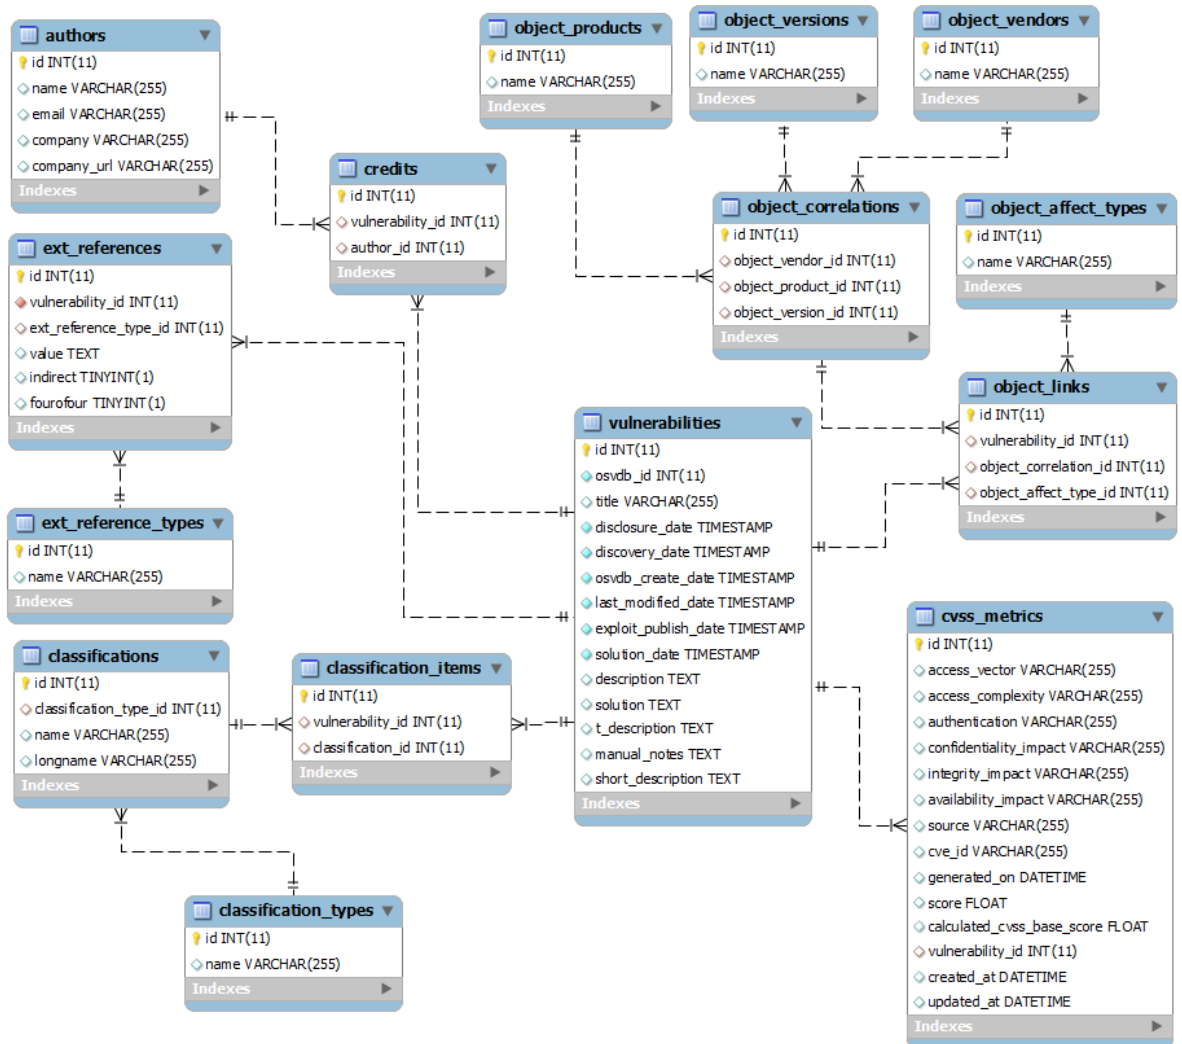 authors
id INT(11)
name VARCHAR(255)
email VARCHAR(255)
company VARCHAR(255)
company_url VARCHAR(255)
Indexes
object_products
id INT(11)
name VARCHAR(255)
Indexes
object_versions
id INT(11)
name VARCHAR(255)
Indexes
object_vendors
id INT(11)
name VARCHAR(255)
Indexes
credits
id INT(11)
vulnerability_id INT(11)
author_id INT(11)
Indexes
object_correlations
id INT(11)
object_vendor_id INT(11)
object_product_id INT(11)
object_version_id INT(11)
Indexes
object_affect_types
id INT(11)
name VARCHAR(255)
Indexes
ext_references
id INT(11)
vulnerability_id INT(11)
ext_reference_type_id INT(11)
value TEXT
indirect TINYINT(1)
fourofour TINYINT(1)
Indexes
object_links
id INT(11)
vulnerability_id INT(11)
object_correlation_id INT(11)
object_affect_type_id INT(11)
Indexes
vulnerabilities
id INT(11)
osvdb_id INT(11)
title VARCHAR(255)
disclosure_date TIMESTAMP
discovery_date TIMESTAMP
osvdb_create_date TIMESTAMP
last_modified_date TIMESTAMP
exploit_publish_date TIMESTAMP
solution_date TIMESTAMP
description TEXT
solution TEXT
t_description TEXT
manual_notes TEXT
short_description TEXT
Indexes
ext_reference_types
id INT(11)
name VARCHAR(255)
Indexes
classifications
id INT(11)
classification_type_id INT(11)
name VARCHAR(255)
longname VARCHAR(255)
Indexes
classification_items
id INT(11)
vulnerability_id INT(11)
classification_id INT(11)
Indexes
cvss_metrics
id INT(11)
access_vector VARCHAR(255)
access_complexity VARCHAR(255)
authentication VARCHAR(255)
confidentiality_impact VARCHAR(255)
integrity_impact VARCHAR(255)
availability_impact VARCHAR(255)
source VARCHAR(255)
cve_id VARCHAR(255)
generated_on DATETIME
score FLOAT
calculated_cvss_base_score FLOAT
vulnerability_id INT(11)
created_at DATETIME
updated_at DATETIME
Indexes
classification_types
id INT(11)
name VARCHAR(255)
Indexes